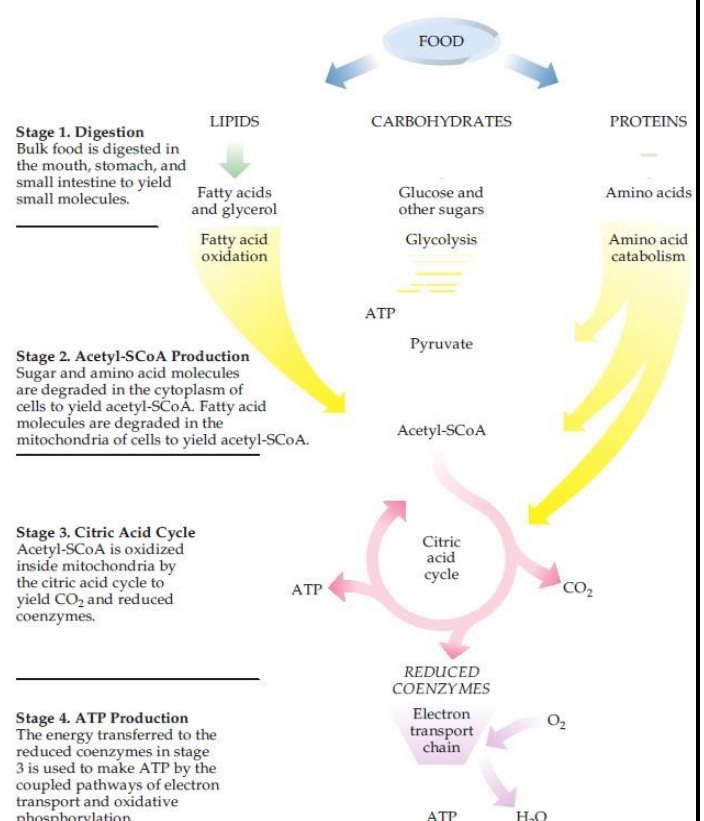 FOOD
LIPIDS
CARBOHYDRATES
PROTEINS
Stage 1. Digestion
Bulk food is digested in
the mouth, stomach, and
small intestine to yield
small molecules.
Fatty acids
and glycerol
Glucose and
other sugars
Amino acids
Fatty acid
oxidation
Glycolysis
Amino acid
catabolism
ATP
Pyruvate
Stage 2. Acetyl-SCoA Production
Sugar and amino acid molecules
are degraded in the cytoplasm of
cells to yield acetyl-SCoA. Fatty acid
molecules are degraded in the
mitochondria of cells to yield acetyl-SCoA.
Acetyl-SCoA
Stage 3. Citric Acid Cycle
Acetyl-SCoA is oxidized
inside mitochondria by
the citric acid cycle to
yield CO₂ and reduced
coenzymes.
Citric
acid
cycle
ATP
CO₂
REDUCED
COENZYMES
Stage 4. ATP Production
The energy transferred to the
reduced coenzymes in stage
3 is used to make ATP by the
coupled pathways of electron
transport and oxidative
phosphorylation
Electron
transport
chain
O₂
ATP
H₂O